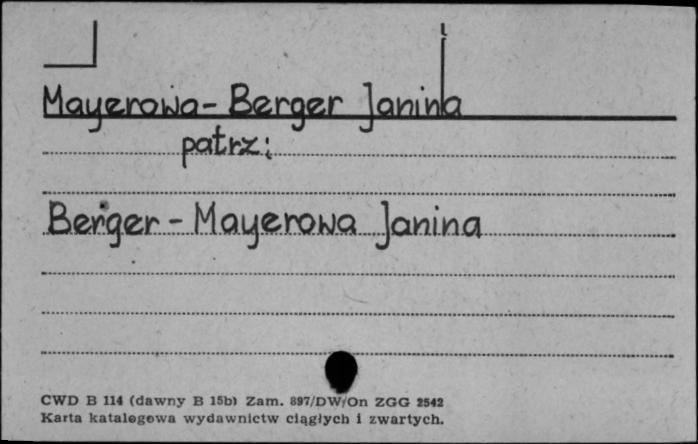 Mayerowa - Berger Janina
patrz:
Berger - Mayerowa Janina
CWD B 114 (dawny B 15b) Zam. 897/DW/On ZGG 2542
Karta katalogowa wydawnictw ciągłych i zwartych.